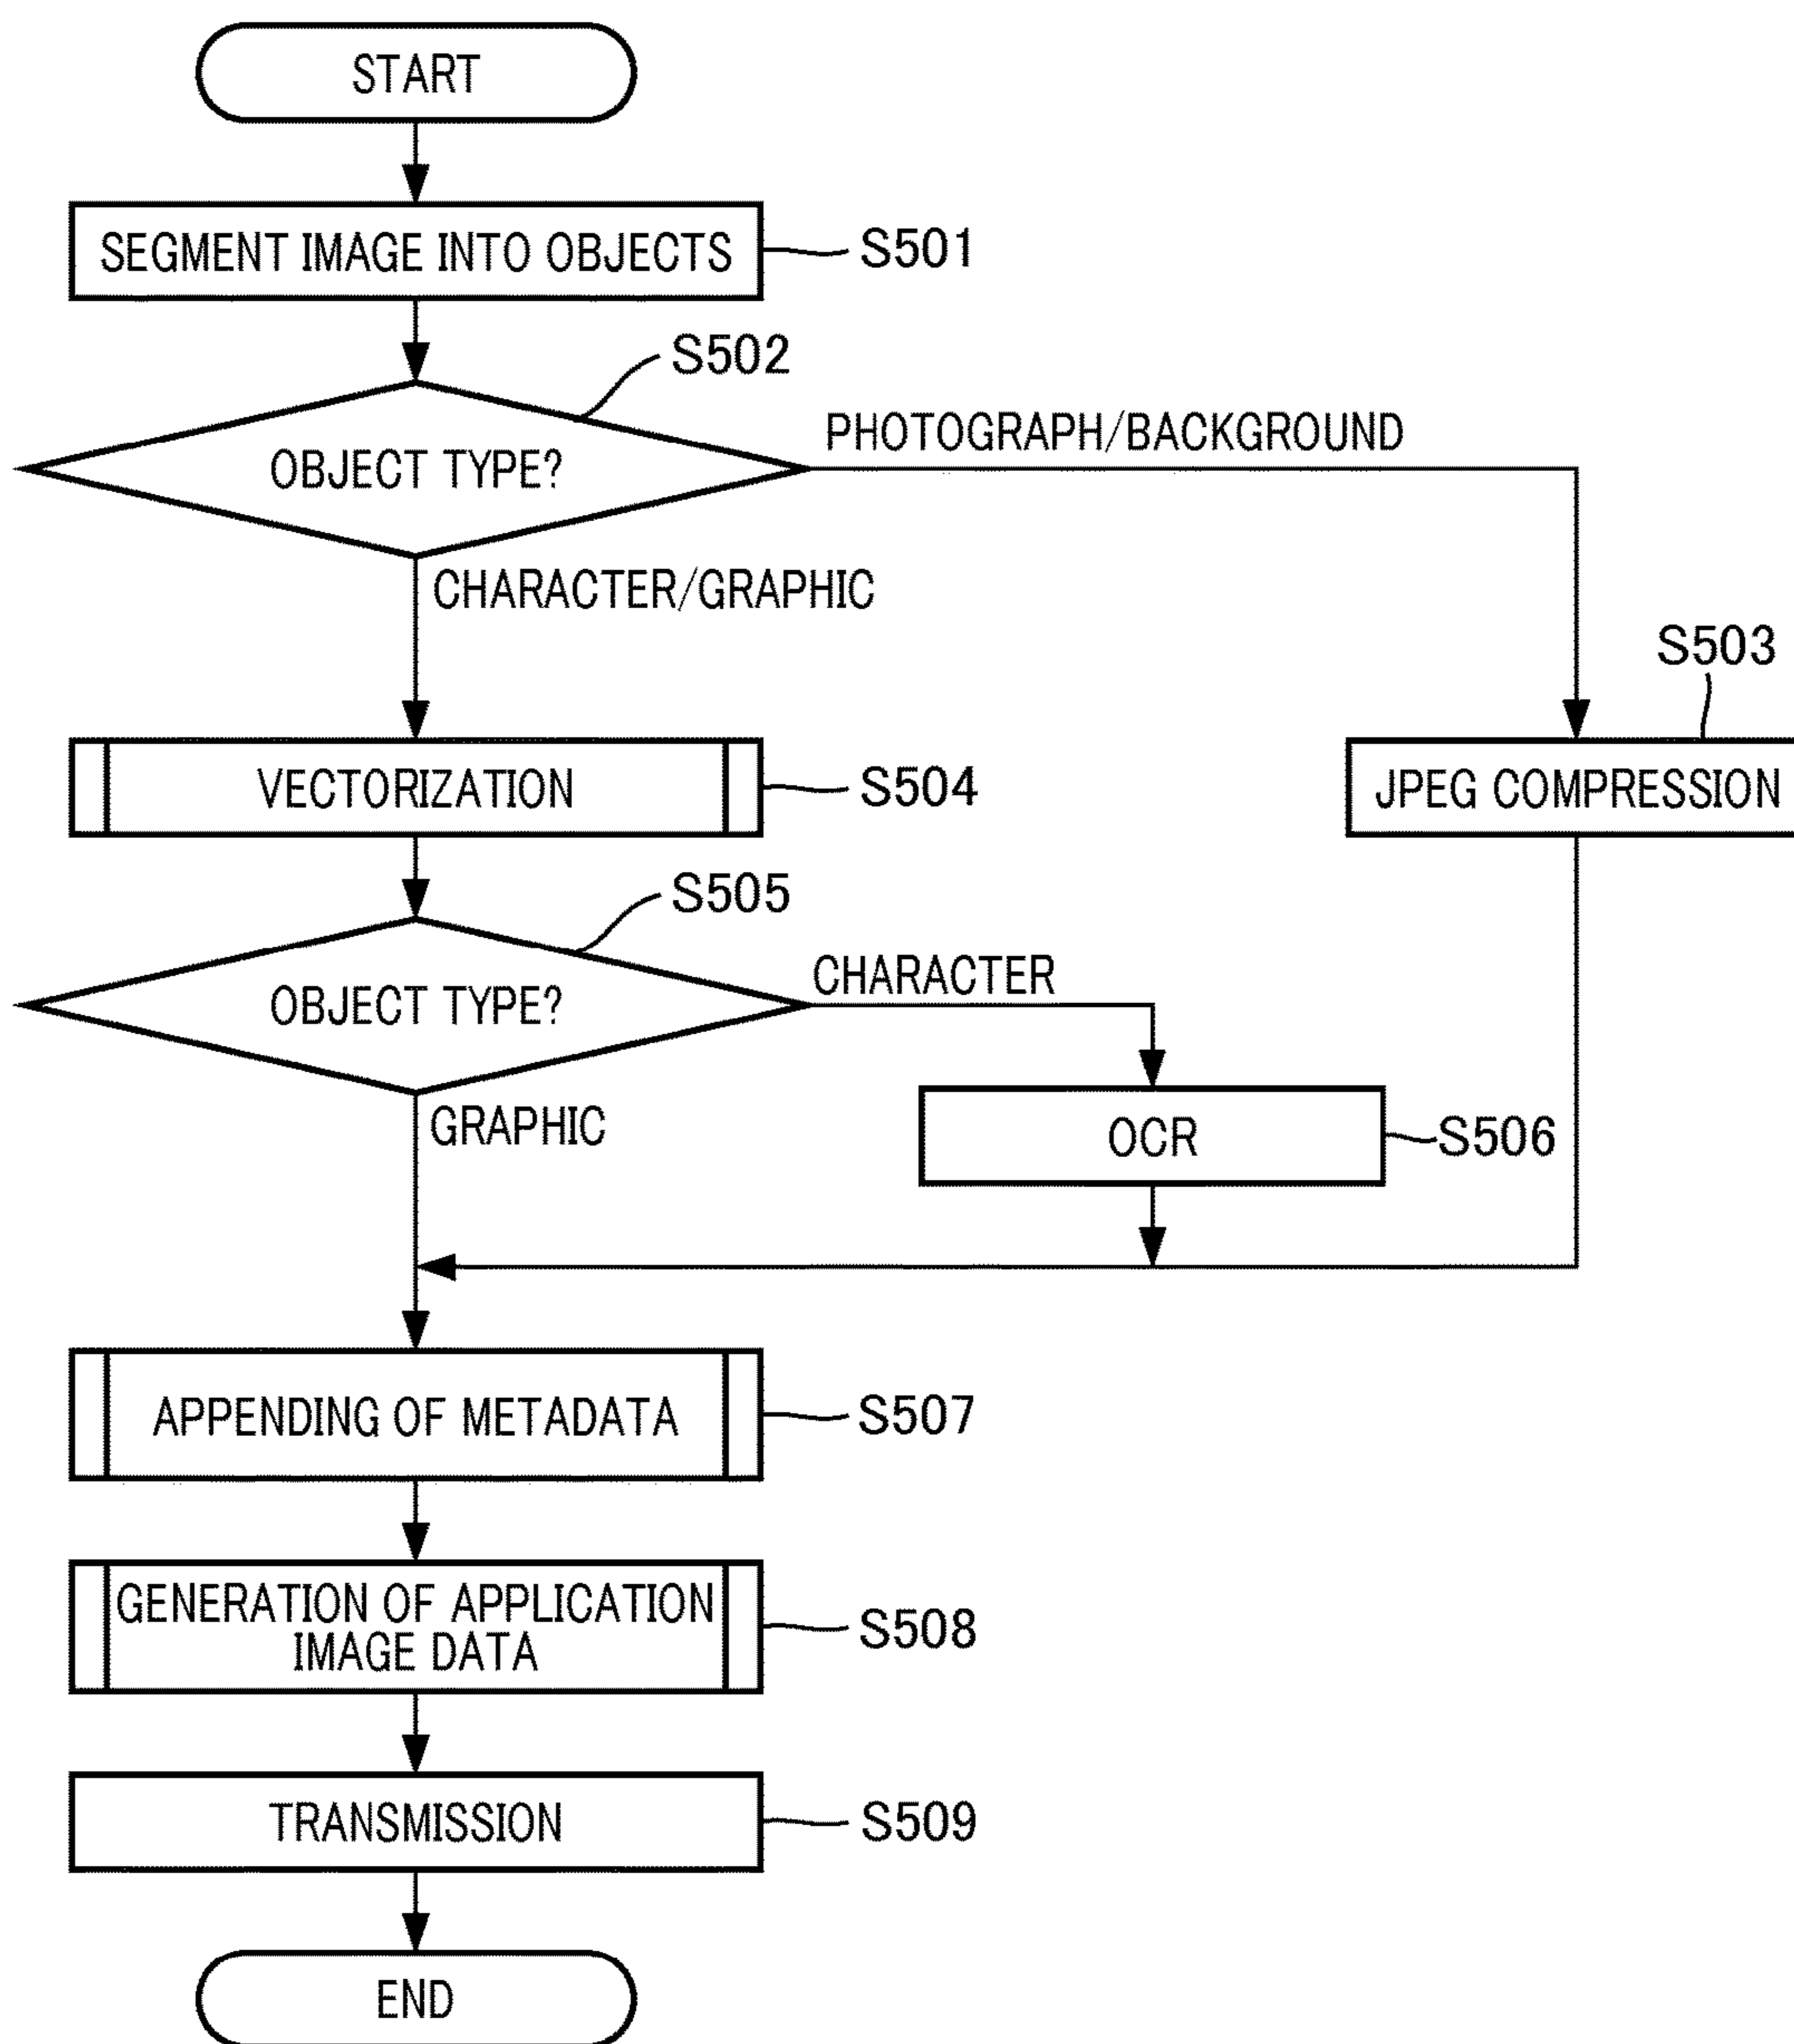 START
SEGMENT IMAGE INTO OBJECTS
S501
S502
OBJECT TYPE?
PHOTOGRAPH/BACKGROUND
CHARACTER/GRAPHIC
S503
JPEG COMPRESSION
VECTORIZATION
S504
S505
OBJECT TYPE?
CHARACTER
GRAPHIC
OCR
S506
APPENDING OF METADATA
S507
GENERATION OF APPLICATION
IMAGE DATA
S508
TRANSMISSION
S509
END